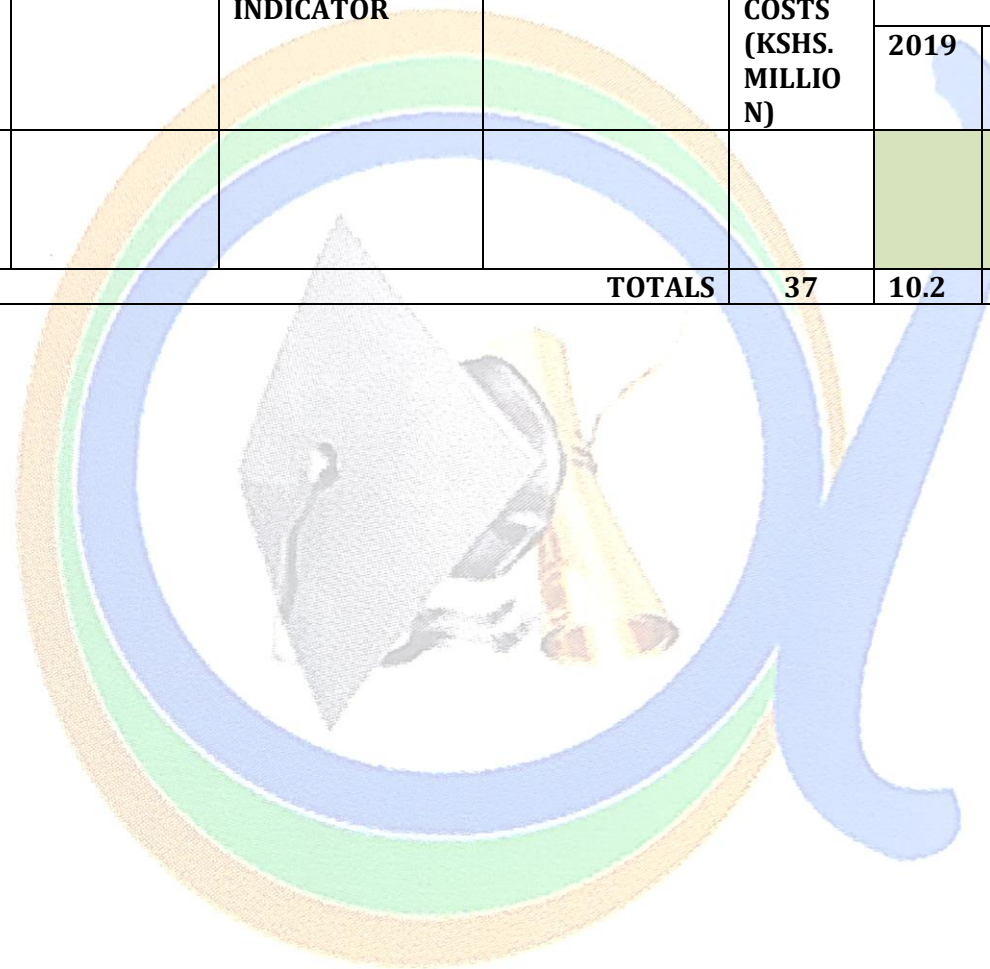 INDICATOR
COSTS
(KSHS.
MILLIO
N)
2019
TOTALS 37 10.2